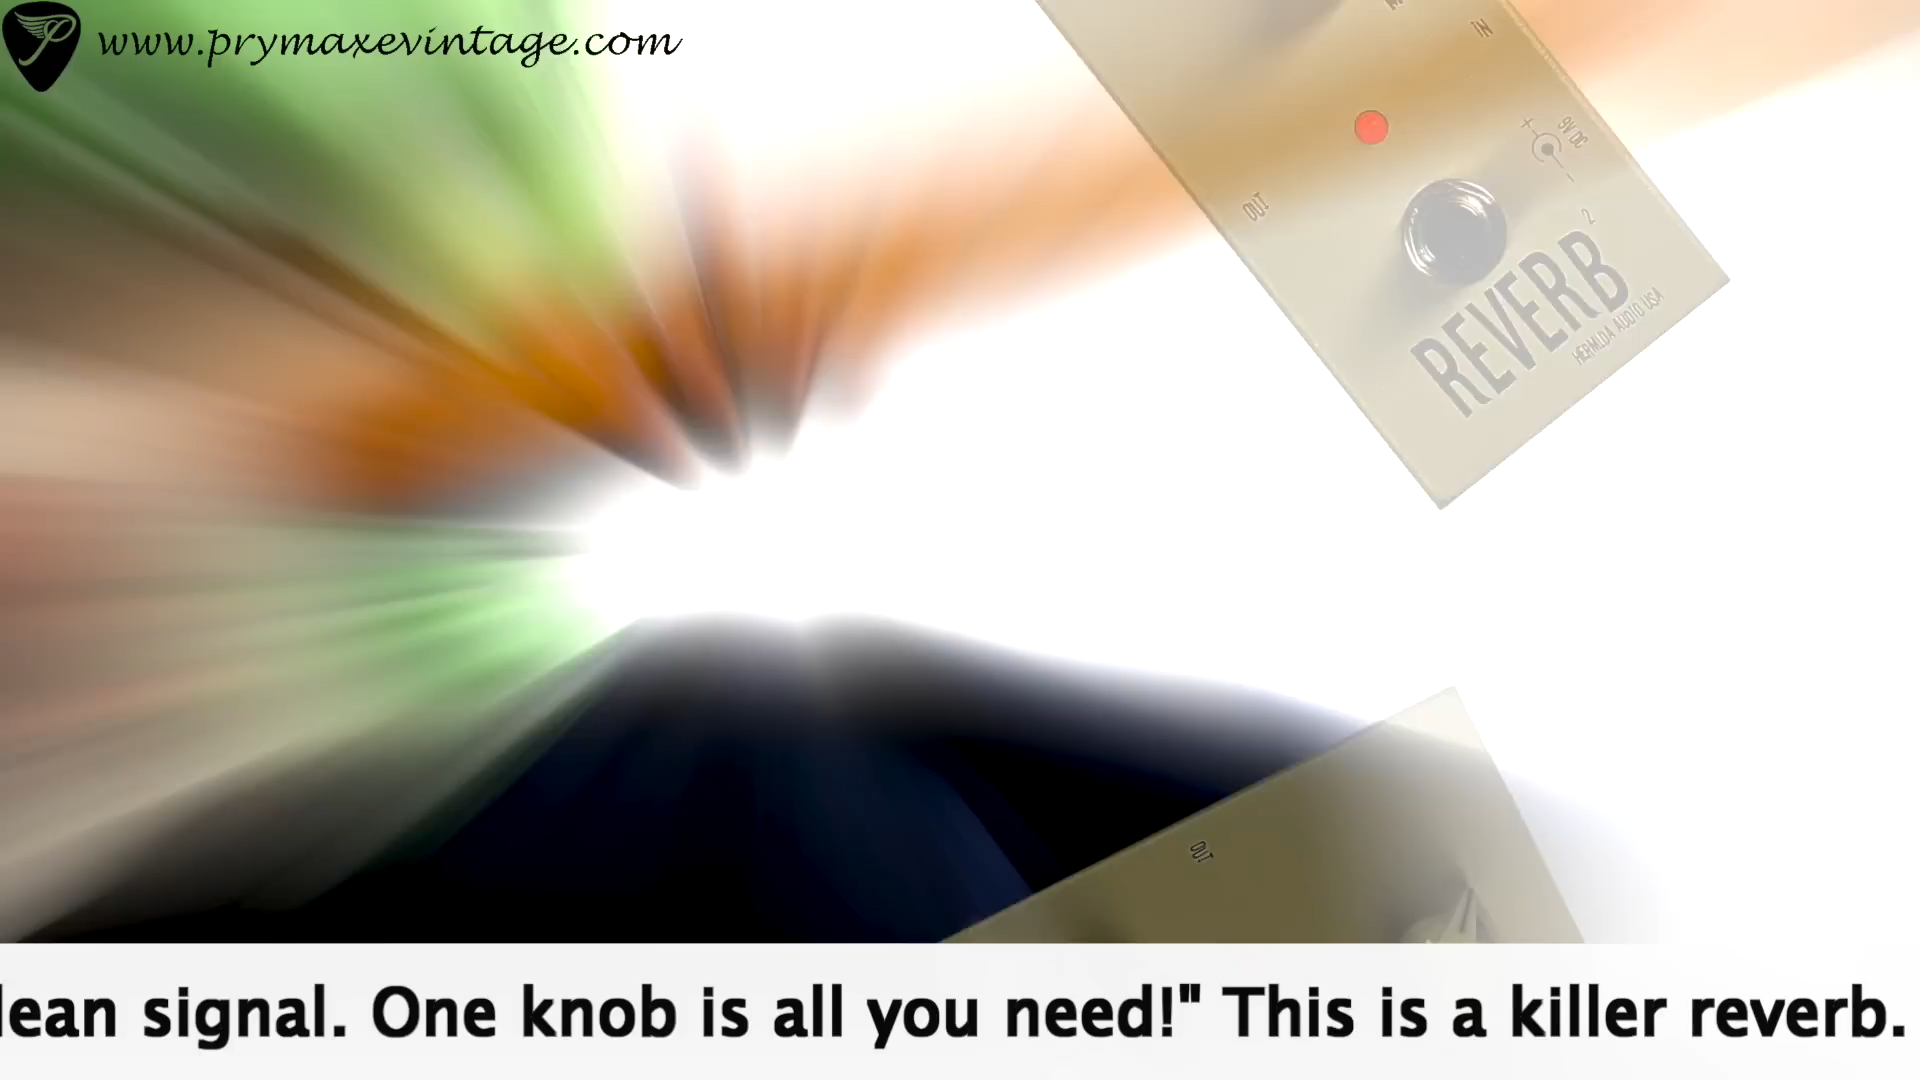 www.prymaxevintage.com
IN
9V DC
OUT
2
REVERB
HERMIDA AUDIO USA
OUT
lean signal. One knob is all you need!" This is a killer reverb.